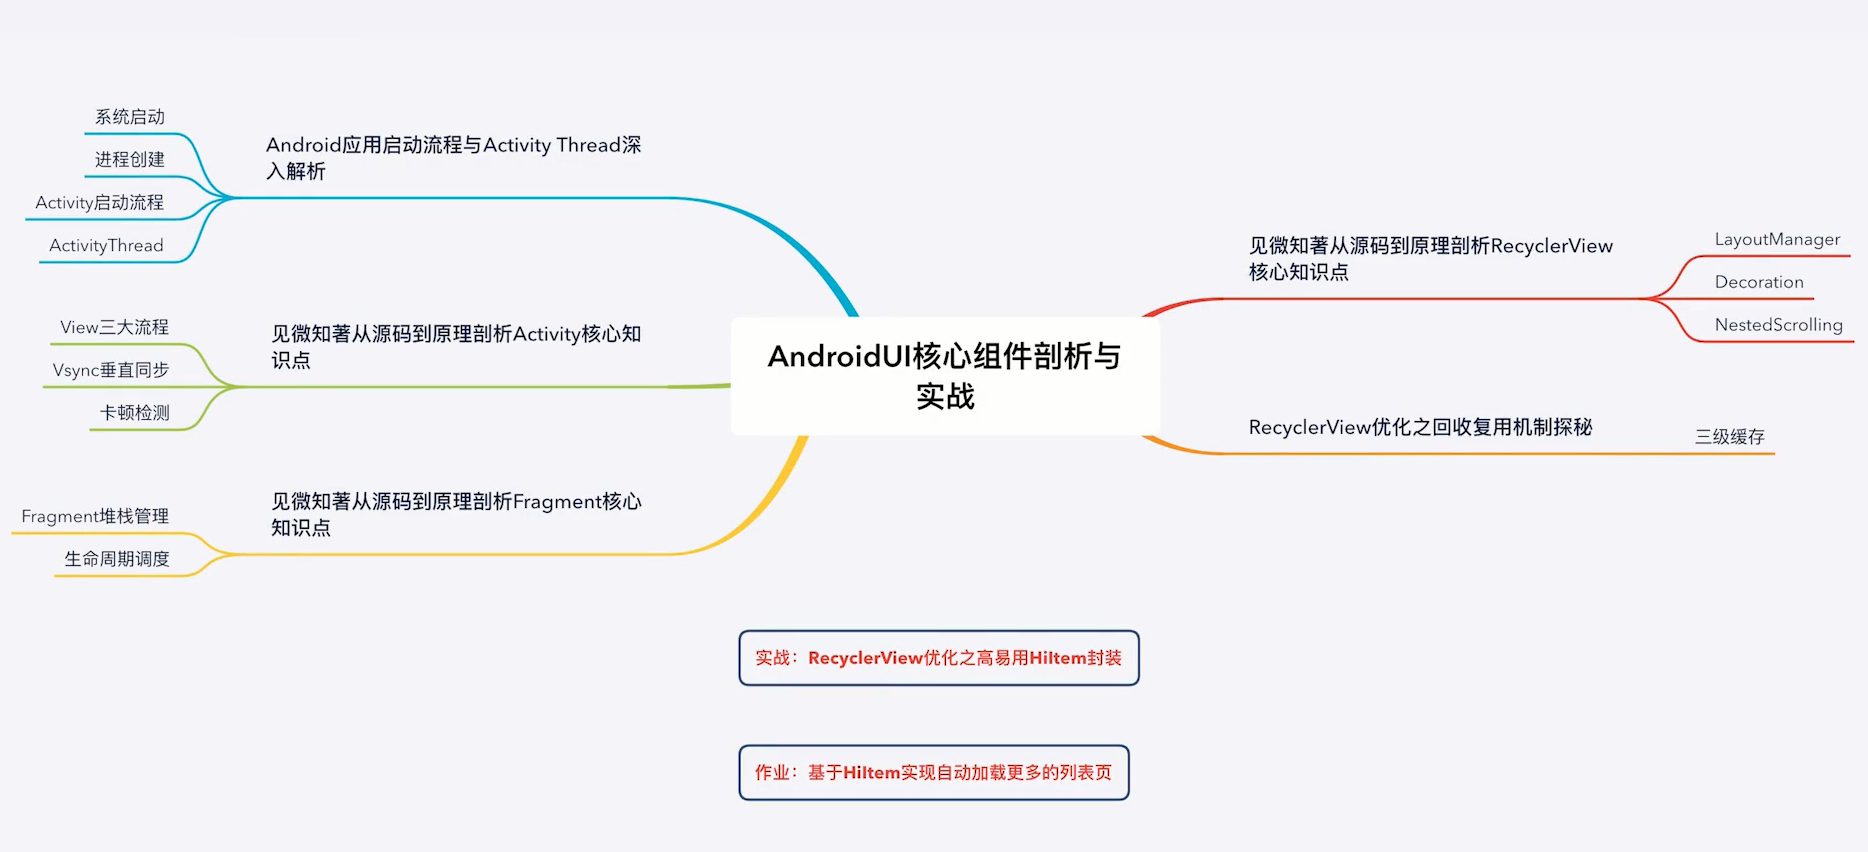 系统启动
进程创建
Activity启动流程
ActivityThread
Android应用启动流程与Activity Thread深
入解析
View三大流程
Vsync垂直同步
卡顿检测
见微知著从源码到原理剖析Activity核心知
识点
Fragment堆栈管理
生命周期调度
见微知著从源码到原理剖析Fragment核心
知识点
AndroidUI核心组件剖析与
实战
见微知著从源码到原理剖析RecyclerView
核心知识点
LayoutManager
Decoration
NestedScrolling
RecyclerView优化之回收复用机制探秘
三级缓存
实战：RecyclerView优化之高易用HiItem封装
作业：基于HiItem实现自动加载更多的列表页